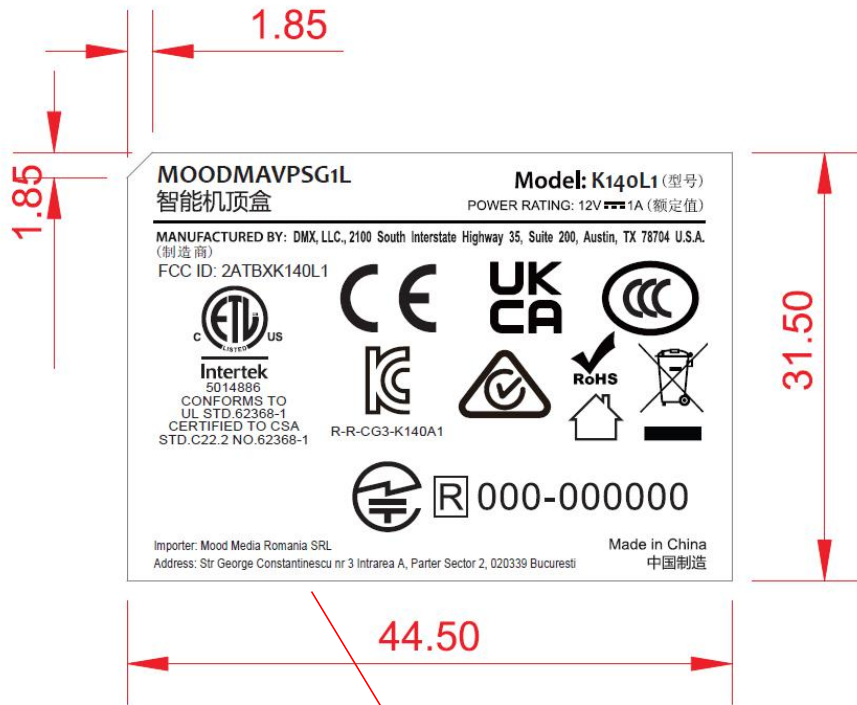 1.85
1.85
MOODMAVPSG1L
智能机顶盒
Model: K140L1 (型号)
POWER RATING: 12V 1A (额定值)
MANUFACTURED BY: DMX, LLC., 2100 South Interstate Highway 35, Suite 200, Austin, TX 78704 U.S.A.
(制造商)
FCC ID: 2ATBXK140L1
CE
UK
CA
CCC
ETL
C US
LISTED
Intertek
5014886
CONFORMS TO
UL STD.62368-1
CERTIFIED TO CSA
STD.C22.2 NO.62368-1
KC
R-R-CG3-K140A1
RoHS
R 000-000000
Importer: Mood Media Romania SRL
Address: Str George Constantinescu nr 3 Intrarea A, Parter Sector 2, 020339 Bucuresti
Made in China
中国制造
31.50
44.50